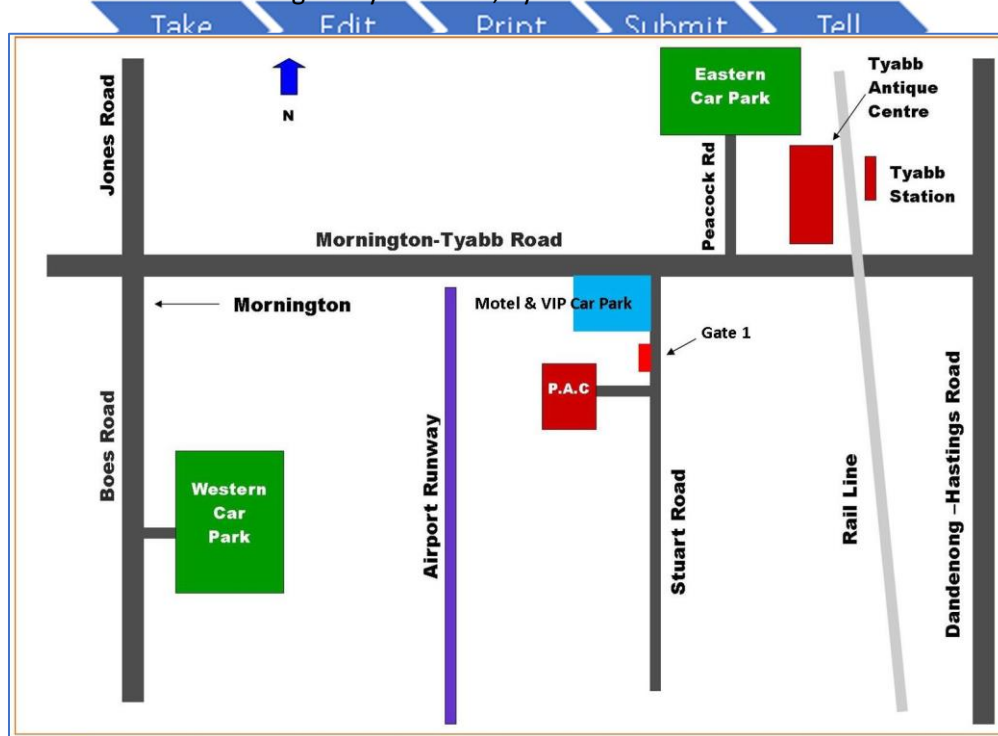 Take
Edit
Print
Submit
Tell
Eastern
Car Park
Tyabb
Antique
Centre
Jones Road
N
Peacock Rd
Tyabb
Station
Mornington-Tyabb Road
Mornington
Motel & VIP Car Park
Gate 1
P.A.C
Boes Road
Western
Car
Park
Airport Runway
Stuart Road
Rail Line
Dandenong –Hastings Road